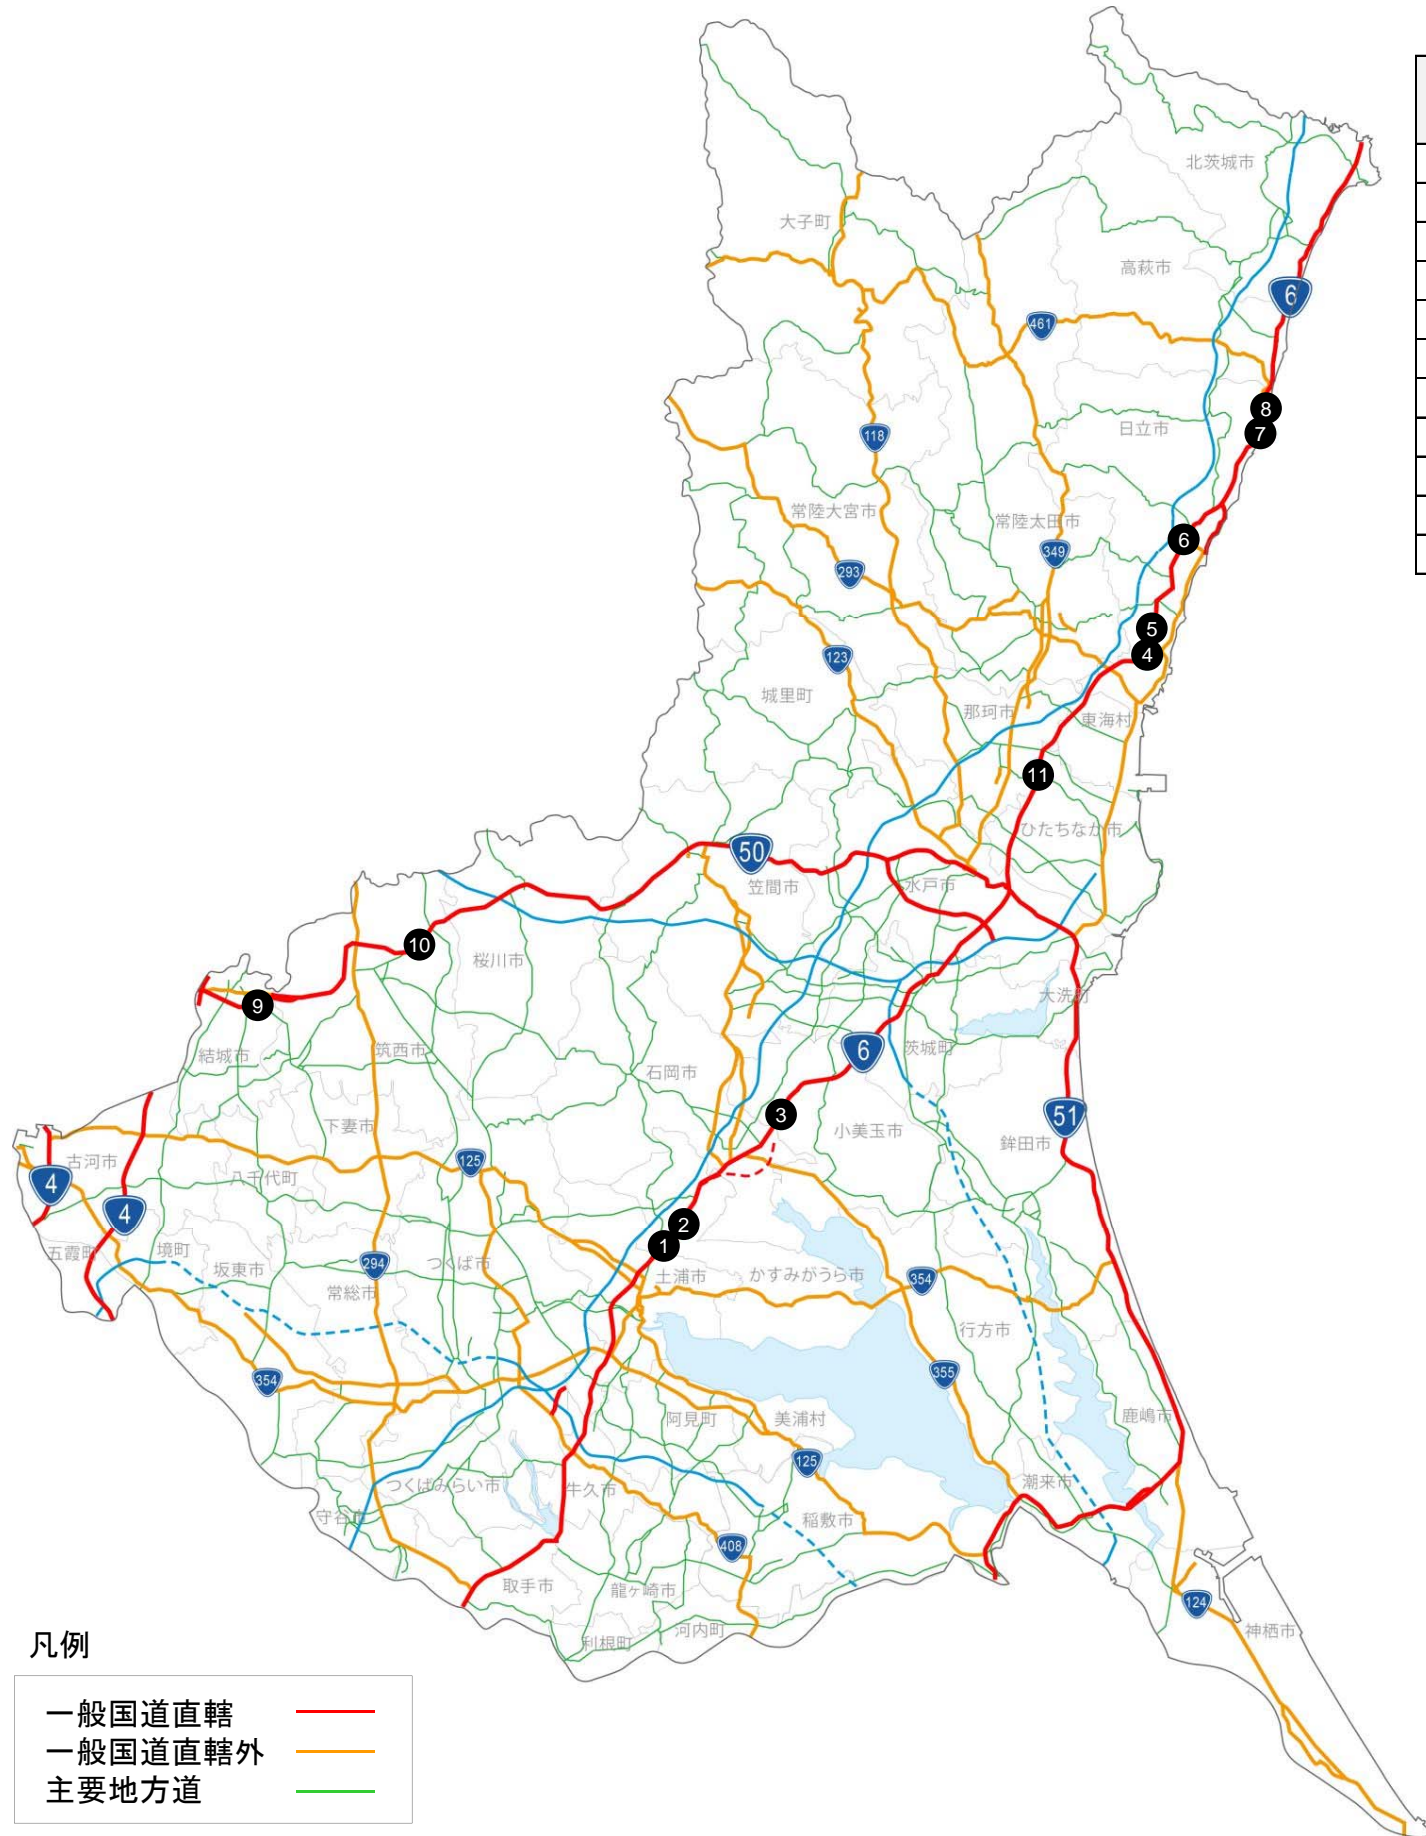 北茨城市
大子町
高萩市
6
461
8
7
118
日立市
常陸大宮市
常陸太田市
6
349
293
5
4
123
城里町
那珂市
東海村
11
ひたちなか市
50
笠間市
水戸市
10
桜川市
9
大洗町
結城市
筑西市
6
茨城町
石岡市
3
51
下妻市
小美玉市
鉾田市
古河市
125
八千代町
4
4
2
1
五霞町
境町
坂東市
294
つくば市
土浦市
かすみがうら市
354
常総市
行方市
354
355
阿見町
美浦村
鹿嶋市
125
潮来市
つくばみらい市
牛久市
守谷市
稲敷市
408
取手市
龍ヶ崎市
124
河内町
神栖市
利根町
凡例
一般国道直轄
一般国道直轄外
主要地方道